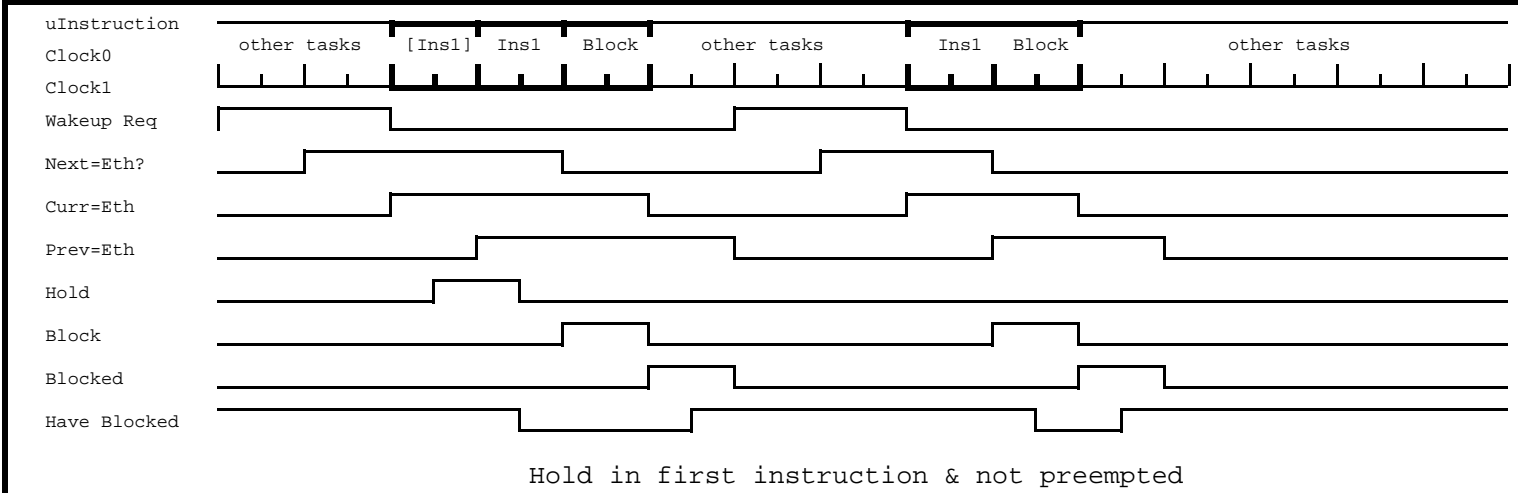 uInstruction
other tasks [Ins1] Ins1 Block other tasks Ins1 Block other tasks
Clock0
Clock1
Wakeup Req
Next=Eth?
Curr=Eth
Prev=Eth
Hold
Block
Blocked
Have Blocked
Hold in first instruction & not preempted